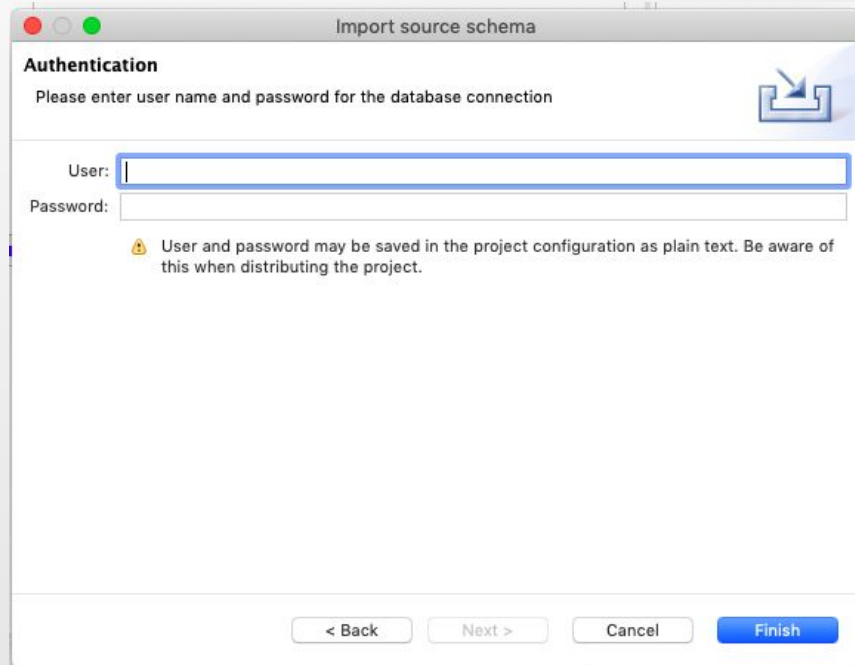 Import source schema
Authentication
Please enter user name and password for the database connection
User:
Password:
User and password may be saved in the project configuration as plain text. Be aware of
this when distributing the project.
< Back
Next >
Cancel
Finish